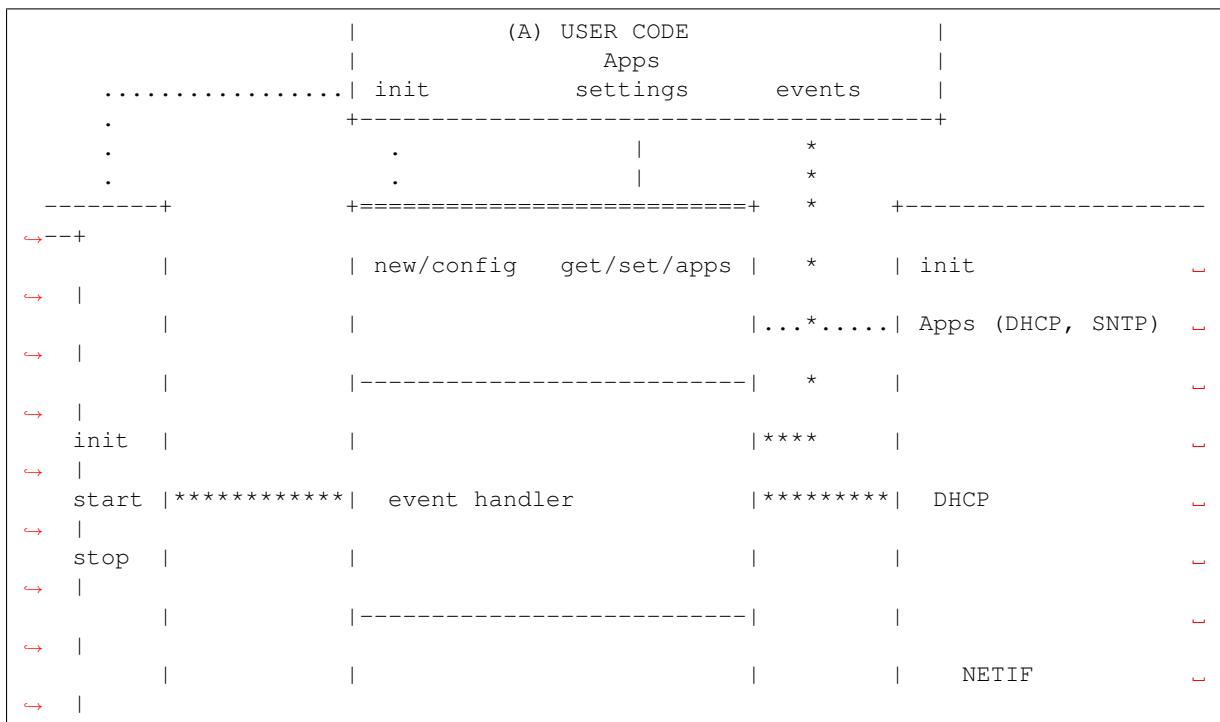 |          (A) USER CODE                 |
                       |                 Apps                   |
      .................| init          settings      events     |
      .                +----------------------------------------+
      .                   .                |           *
      .                   .                |           *
  --------+            +===========================+   *     +---------------------
↪--+
          |            | new/config   get/set/apps |   *     | init               ␣
↪  |
          |            |                           |...*.....| Apps (DHCP, SNTP)  ␣
↪  |
          |            |---------------------------|   *     |                    ␣
↪  |
    init  |            |                           |****     |                    ␣
↪  |
    start |************|  event handler            |*********|  DHCP              ␣
↪  |
    stop  |            |                           |         |                    ␣
↪  |
          |            |---------------------------|         |                    ␣
↪  |
          |            |                           |         |    NETIF           ␣
↪  |